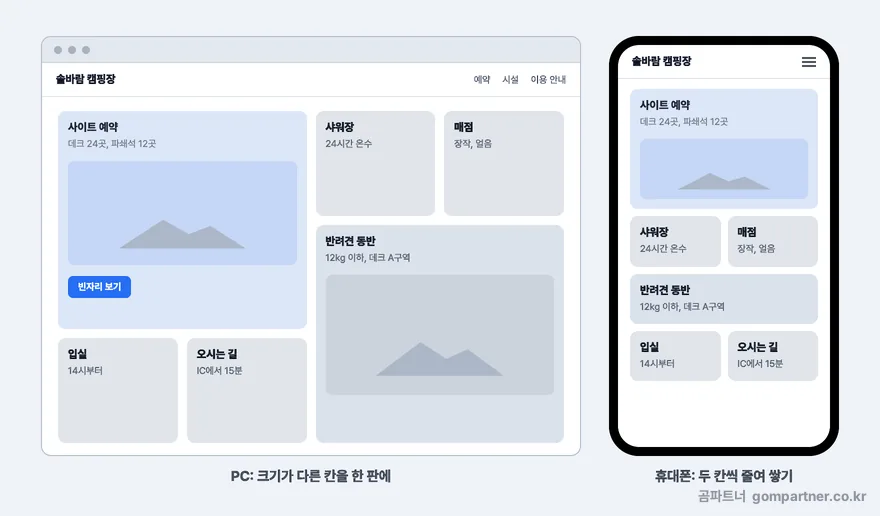 솔바람 캠핑장
예약 시설 이용 안내
사이트 예약
데크 24곳, 파쇄석 12곳
빈자리 보기
샤워장
24시간 온수
매점
장작, 얼음
반려견 동반
12kg 이하, 데크 A구역
입실
14시부터
오시는 길
IC에서 15분
PC: 크기가 다른 칸을 한 판에
솔바람 캠핑장
사이트 예약
데크 24곳, 파쇄석 12곳
샤워장
24시간 온수
매점
장작, 얼음
반려견 동반
12kg 이하, 데크 A구역
입실
14시부터
오시는 길
IC에서 15분
휴대폰: 두 칸씩 줄여 쌓기
곰파트너 gompartner.co.kr